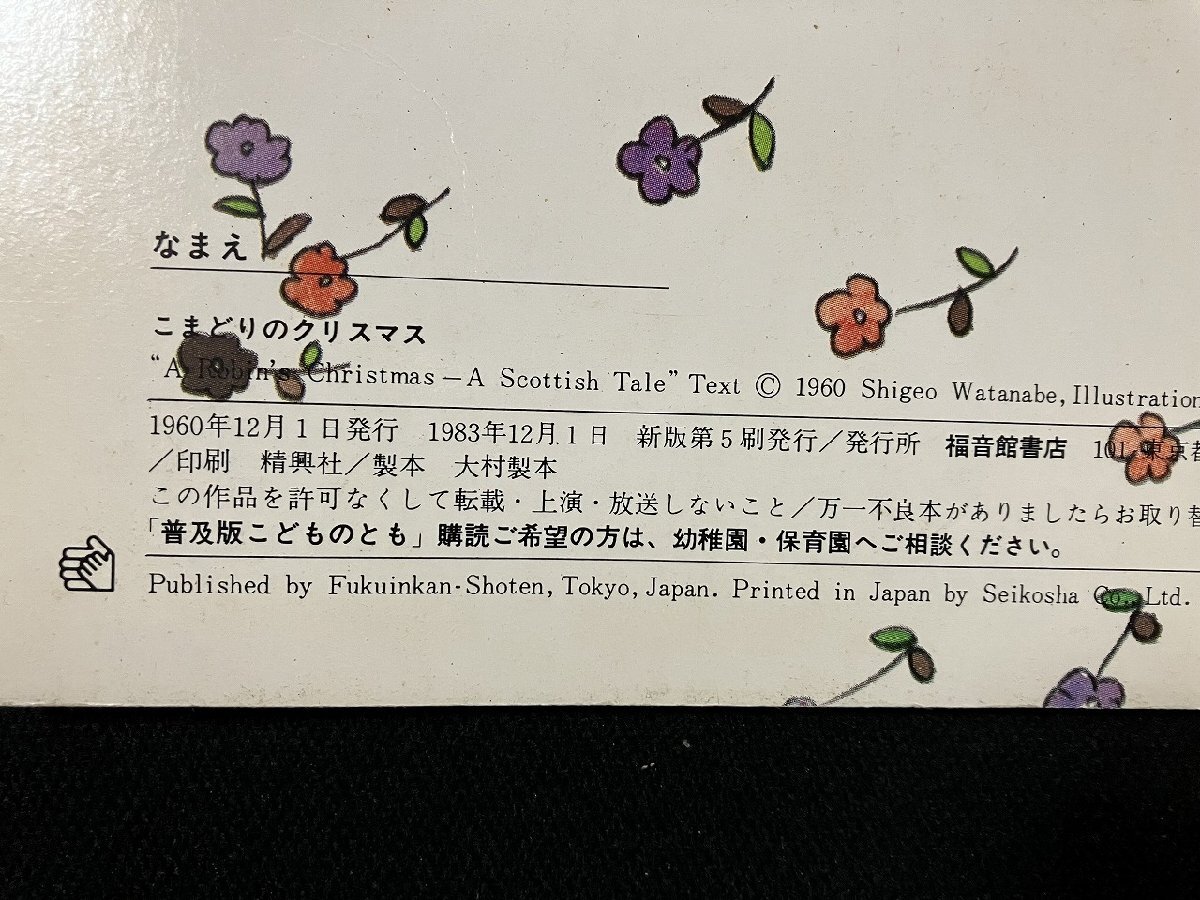 なまえ
こまどりのクリスマス
“A Robin's Christmas—A Scottish Tale” Text © 1960 Shigeo Watanabe, Illustration
1960年12月1日発行 1983年12月1日 新版第5刷発行／発行所 福音館書店 101 東京都
／印刷 精興社／製本 大村製本
この作品を許可なくして転載・上演・放送しないこと／万一不良本がありましたらお取り替
「普及版こどものとも」購読ご希望の方は、幼稚園・保育園へご相談ください。
Published by Fukuinkan-Shoten, Tokyo, Japan. Printed in Japan by Seikosha Co., Ltd.